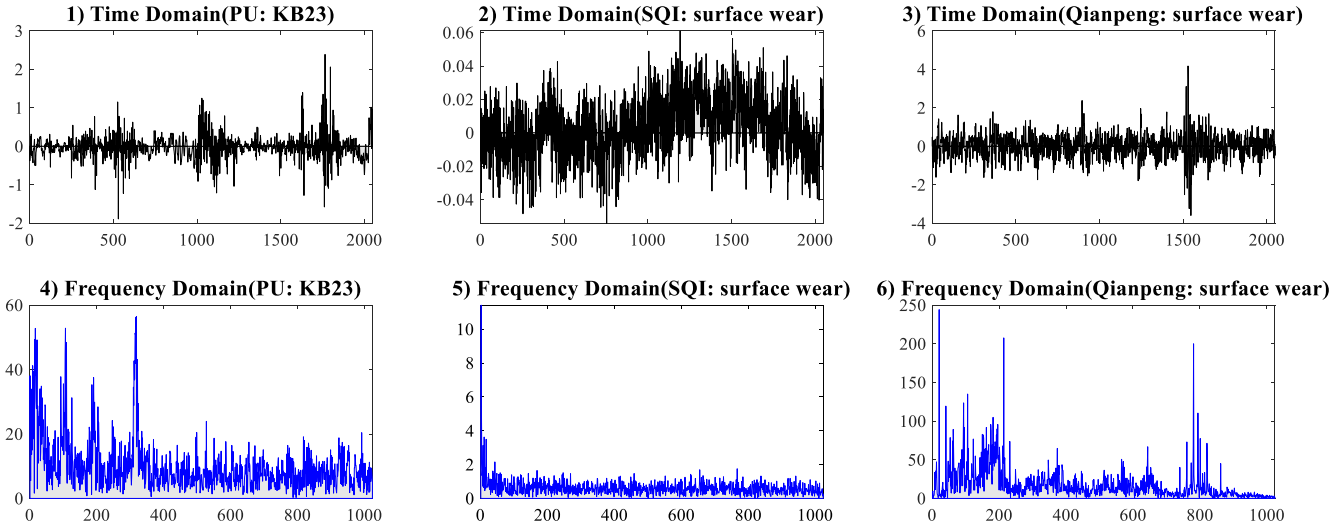 1) Time Domain(PU: KB23)
3
2
1
0
-1
-2
0 500 1000 1500 2000
2) Time Domain(SQI: surface wear)
0.06
0.04
0.02
0
-0.02
-0.04
0 500 1000 1500 2000
3) Time Domain(Qianpeng: surface wear)
6
4
2
0
-2
-4
0 500 1000 1500 2000
4) Frequency Domain(PU: KB23)
60
40
20
0
0 200 400 600 800 1000
5) Frequency Domain(SQI: surface wear)
10
8
6
4
2
0
0 200 400 600 800 1000
6) Frequency Domain(Qianpeng: surface wear)
250
200
150
100
50
0
0 200 400 600 800 1000